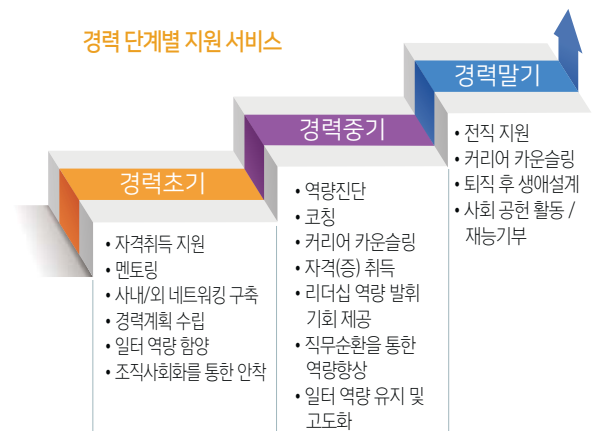 경력 단계별 지원 서비스
경력초기
• 자격취득 지원
• 멘토링
• 사내/외 네트워킹 구축
• 경력계획 수립
• 일터 역량 함양
• 조직사회화를 통한 안착
경력중기
• 역량진단
• 코칭
• 커리어 카운슬링
• 자격(증) 취득
• 리더십 역량 발휘
기회 제공
• 직무순환을 통한
역량향상
• 일터 역량 유지 및
고도화
경력말기
• 전직 지원
• 커리어 카운슬링
• 퇴직 후 생애설계
• 사회 공헌 활동 /
재능기부